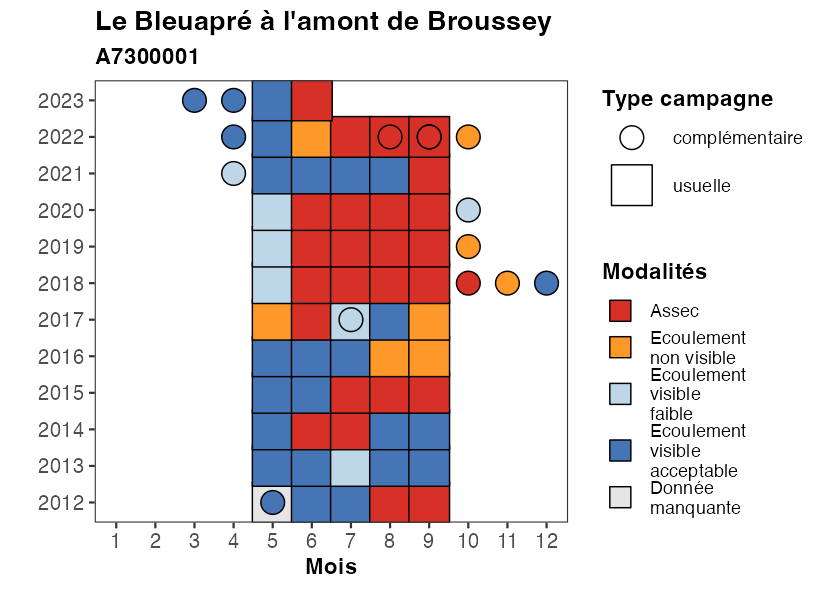 Le Bleuapré à l'amont de Broussey
A7300001
2023
2022
2021
2020
2019
2018
2017
2016
2015
2014
2013
2012
1 2 3 4 5 6 7 8 9 10 11 12
Mois
Type campagne
complémentaire
usuelle
Modalités
Assec
Ecoulement
non visible
Ecoulement
visible
faible
Ecoulement
visible
acceptable
Donnée
manquante